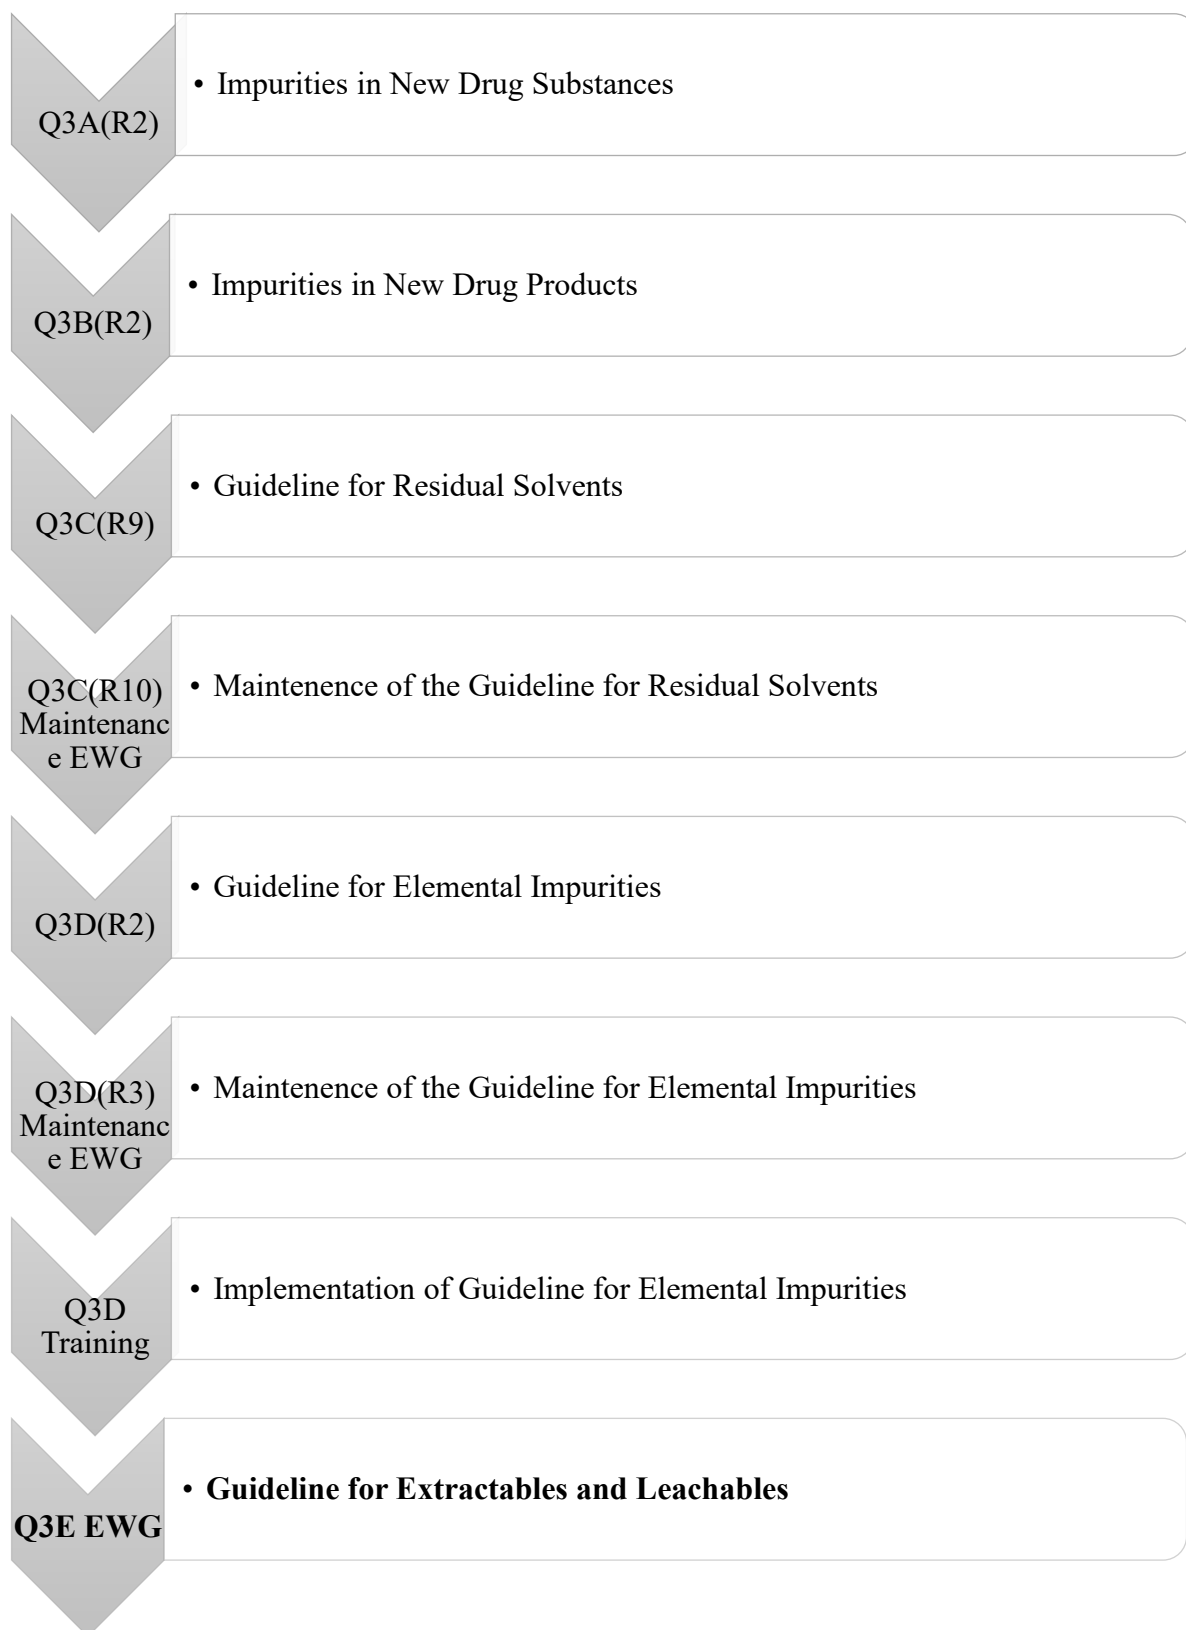 Q3A(R2)
• Impurities in New Drug Substances
Q3B(R2)
• Impurities in New Drug Products
Q3C(R9)
• Guideline for Residual Solvents
Q3C(R10)
Maintenanc
e EWG
• Maintenence of the Guideline for Residual Solvents
Q3D(R2)
• Guideline for Elemental Impurities
Q3D(R3)
Maintenanc
e EWG
• Maintenence of the Guideline for Elemental Impurities
Q3D
Training
• Implementation of Guideline for Elemental Impurities
Q3E EWG
• Guideline for Extractables and Leachables